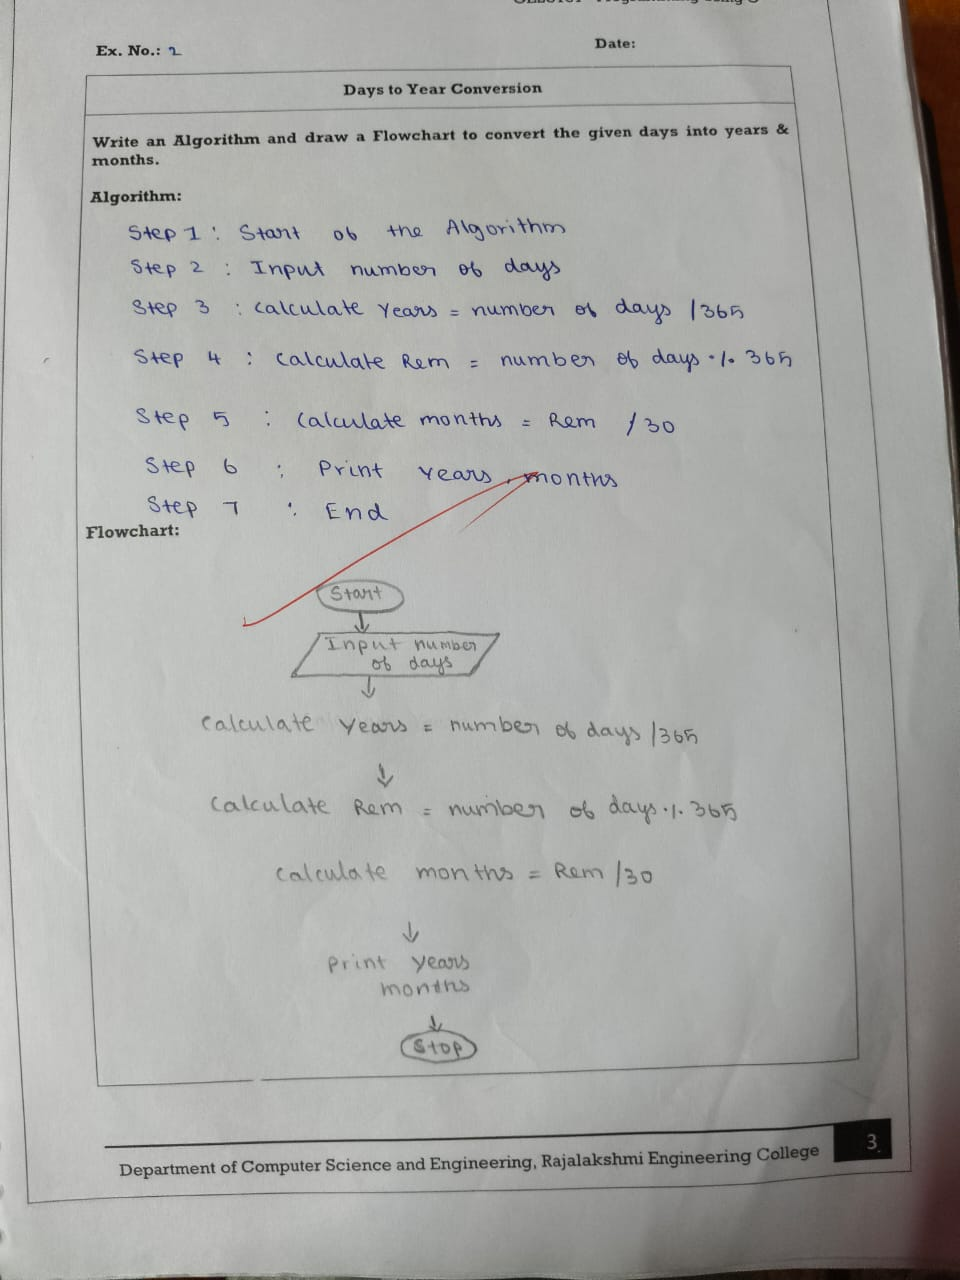 Ex. No.: 2
Date:
Days to Year Conversion
Write an Algorithm and draw a Flowchart to convert the given days into years &
months.
Algorithm:
Step 1 : Start of the Algorithm
Step 2 : Input number of days
Step 3 : Calculate Years = number of days /365
Step 4 : Calculate Rem = number of days % 365
Step 5 : Calculate months = Rem / 30
Step 6 : Print Years, months
Step 7 : End
Flowchart:
Start
Input number
of days
Calculate Years = number of days /365
Calculate Rem = number of days % 365
Calculate months = Rem /30
Print years
months
Stop
3
Department of Computer Science and Engineering, Rajalakshmi Engineering College